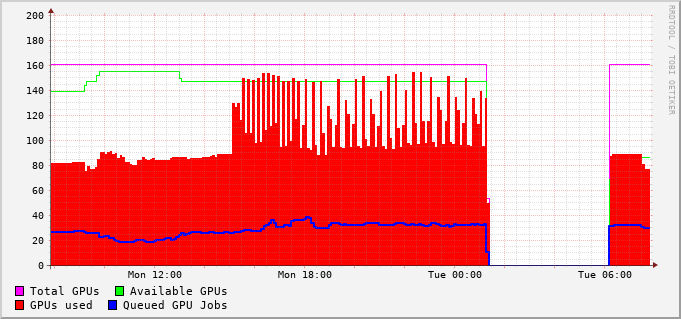 200
180
160
140
120
100
80
60
40
20
0
Mon 12:00 Mon 18:00 Tue 00:00 Tue 06:00
Total GPUs Available GPUs
GPUs used Queued GPU Jobs
RRDTOOL / TOBI OETIKER